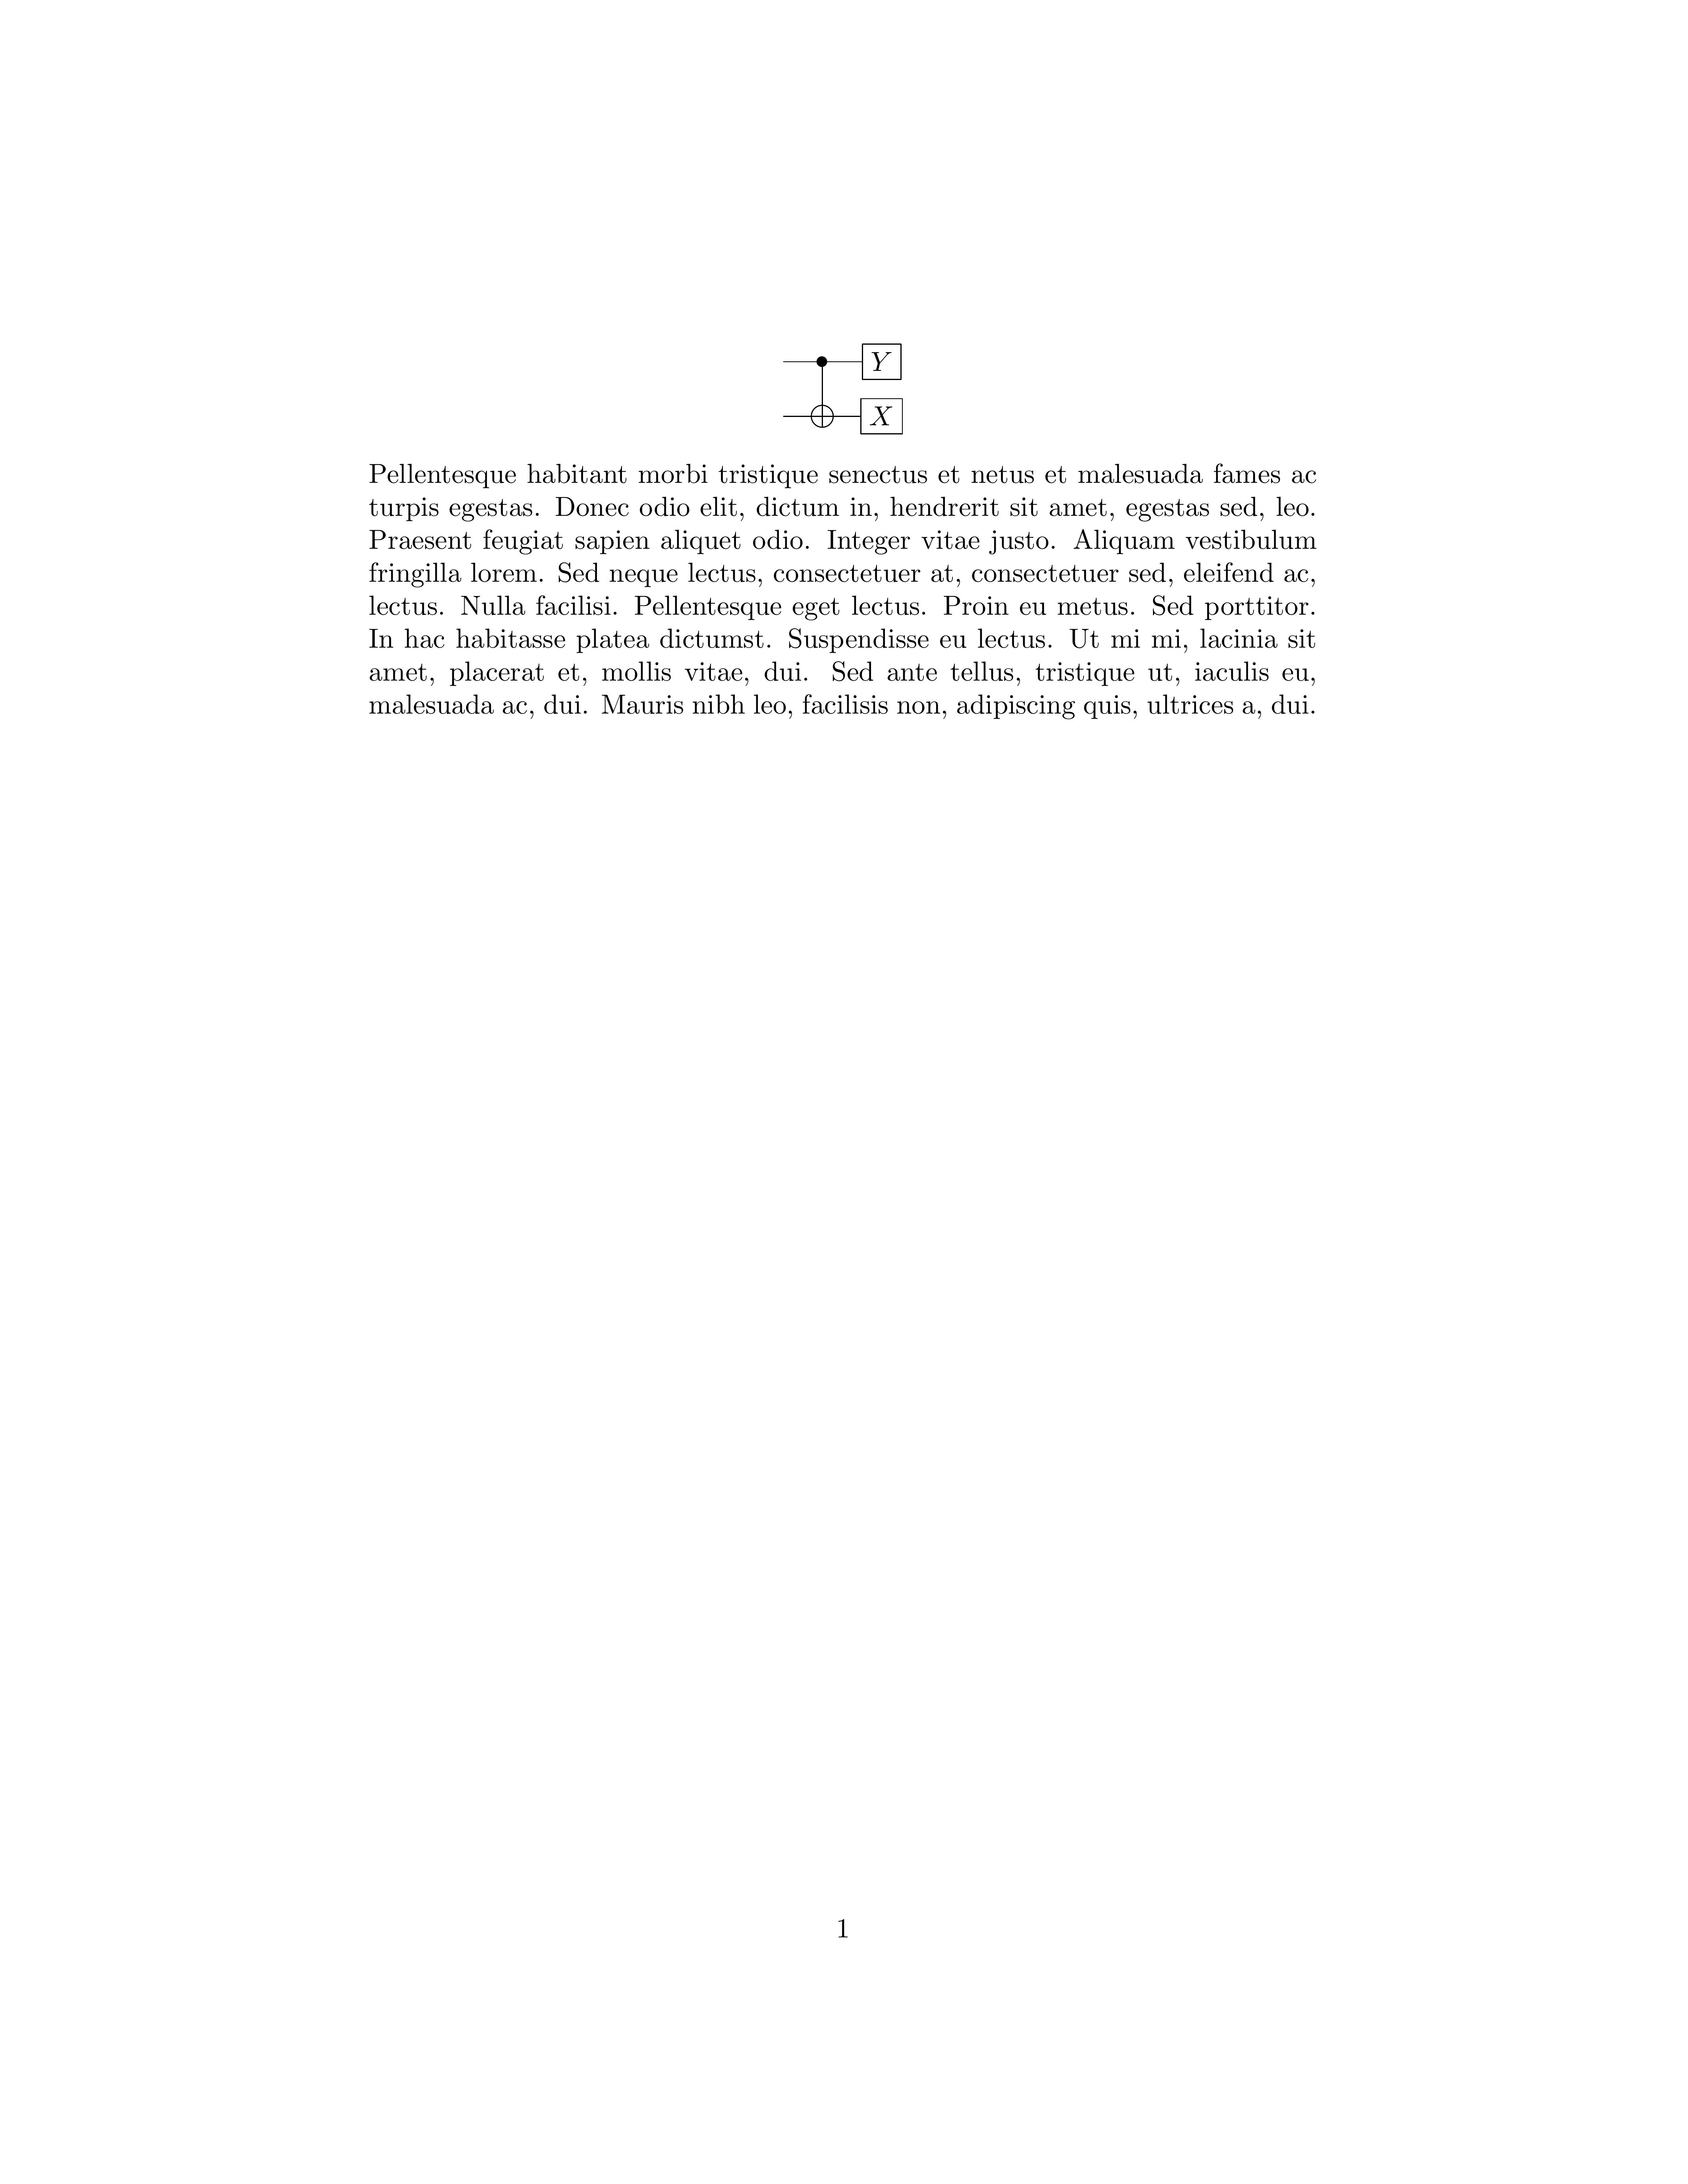 Y
X
Pellentesque habitant morbi tristique senectus et netus et malesuada fames ac
turpis egestas. Donec odio elit, dictum in, hendrerit sit amet, egestas sed, leo.
Praesent feugiat sapien aliquet odio. Integer vitae justo. Aliquam vestibulum
fringilla lorem. Sed neque lectus, consectetuer at, consectetuer sed, eleifend ac,
lectus. Nulla facilisi. Pellentesque eget lectus. Proin eu metus. Sed porttitor.
In hac habitasse platea dictumst. Suspendisse eu lectus. Ut mi mi, lacinia sit
amet, placerat et, mollis vitae, dui. Sed ante tellus, tristique ut, iaculis eu,
malesuada ac, dui. Mauris nibh leo, facilisis non, adipiscing quis, ultrices a, dui.
1